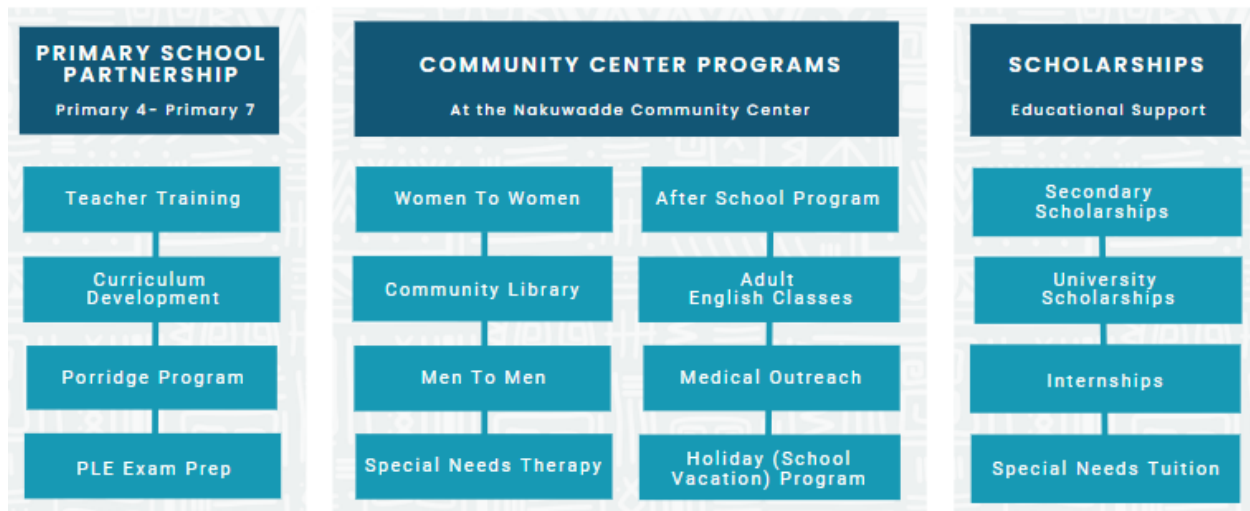 PRIMARY SCHOOL
PARTNERSHIP
Primary 4- Primary 7
Teacher Training
Curriculum
Development
Porridge Program
PLE Exam Prep
COMMUNITY CENTER PROGRAMS
At the Nakuwadde Community Center
Women To Women
Community Library
Men To Men
Special Needs Therapy
After School Program
Adult
English Classes
Medical Outreach
Holiday (School
Vacation) Program
SCHOLARSHIPS
Educational Support
Secondary
Scholarships
University
Scholarships
Internships
Special Needs Tuition